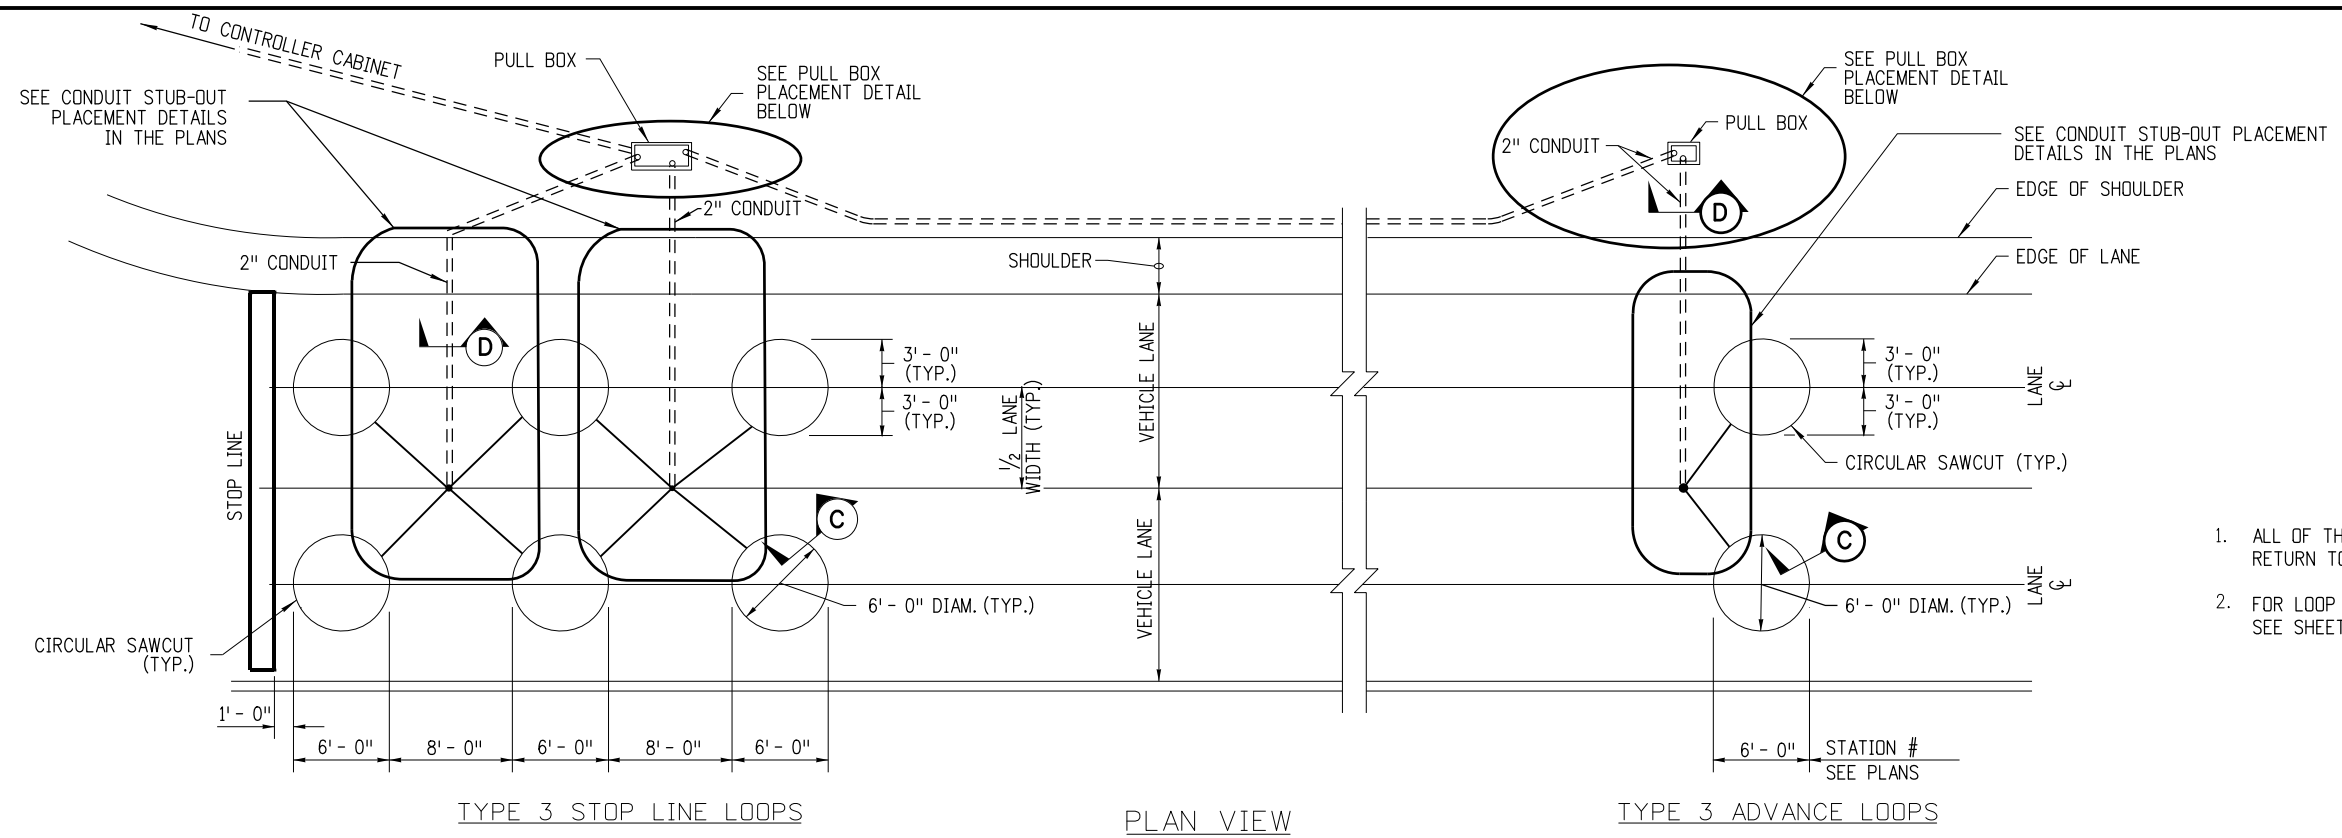 TO CONTROLLER CABINET
PULL BOX
SEE PULL BOX
PLACEMENT DETAIL
BELOW
SEE CONDUIT STUB-OUT
PLACEMENT DETAILS
IN THE PLANS
2" CONDUIT
2" CONDUIT
SHOULDER
D
STOP LINE
3'- 0"
(TYP.)
3'- 0"
(TYP.)
1/2 LANE
WIDTH (TYP.)
VEHICLE LANE
VEHICLE LANE
C
6'- 0" DIAM. (TYP.)
CIRCULAR SAWCUT
(TYP.)
1'- 0"
6'- 0"
8'- 0"
6'- 0"
8'- 0"
6'- 0"
TYPE 3 STOP LINE LOOPS
PLAN VIEW
SEE PULL BOX
PLACEMENT DETAIL
BELOW
PULL BOX
2" CONDUIT
SEE CONDUIT STUB-OUT PLACEMENT
DETAILS IN THE PLANS
EDGE OF SHOULDER
D
EDGE OF LANE
3'- 0"
(TYP.)
3'- 0"
(TYP.)
LANE
CL
CIRCULAR SAWCUT (TYP.)
C
LANE
CL
6'- 0" DIAM. (TYP.)
6'- 0"
STATION #
SEE PLANS
TYPE 3 ADVANCE LOOPS
1. ALL OF TH
RETURN TO
2. FOR LOOP
SEE SHEET